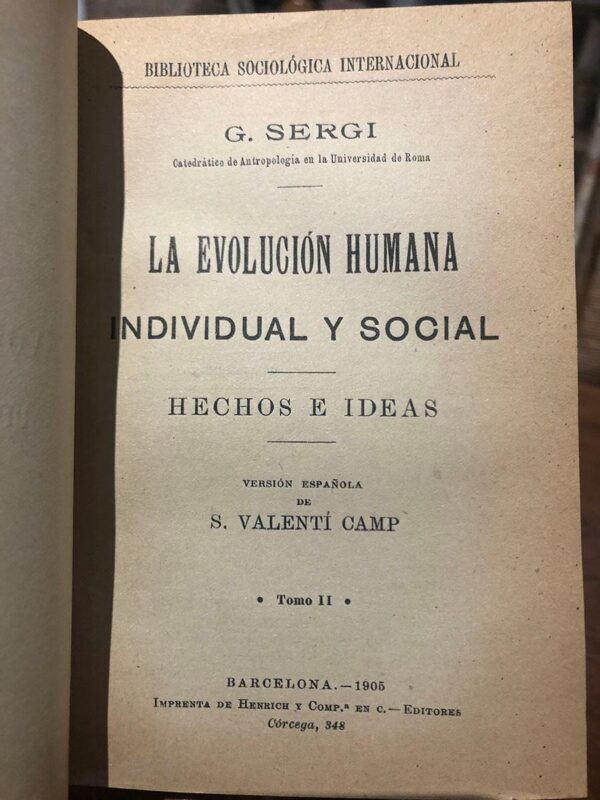 BIBLIOTECA SOCIOLÓGICA INTERNACIONAL
G. SERGI
Catedrático de Antropología en la Universidad de Roma
LA EVOLUCIÓN HUMANA
INDIVIDUAL Y SOCIAL
HECHOS E IDEAS
VERSIÓN ESPAÑOLA
DE
S. VALENTÍ CAMP
• Tomo II •
BARCELONA.—1905
IMPRENTA DE HENRICH Y COMP.ª EN C.—EDITORES
Córcega, 348